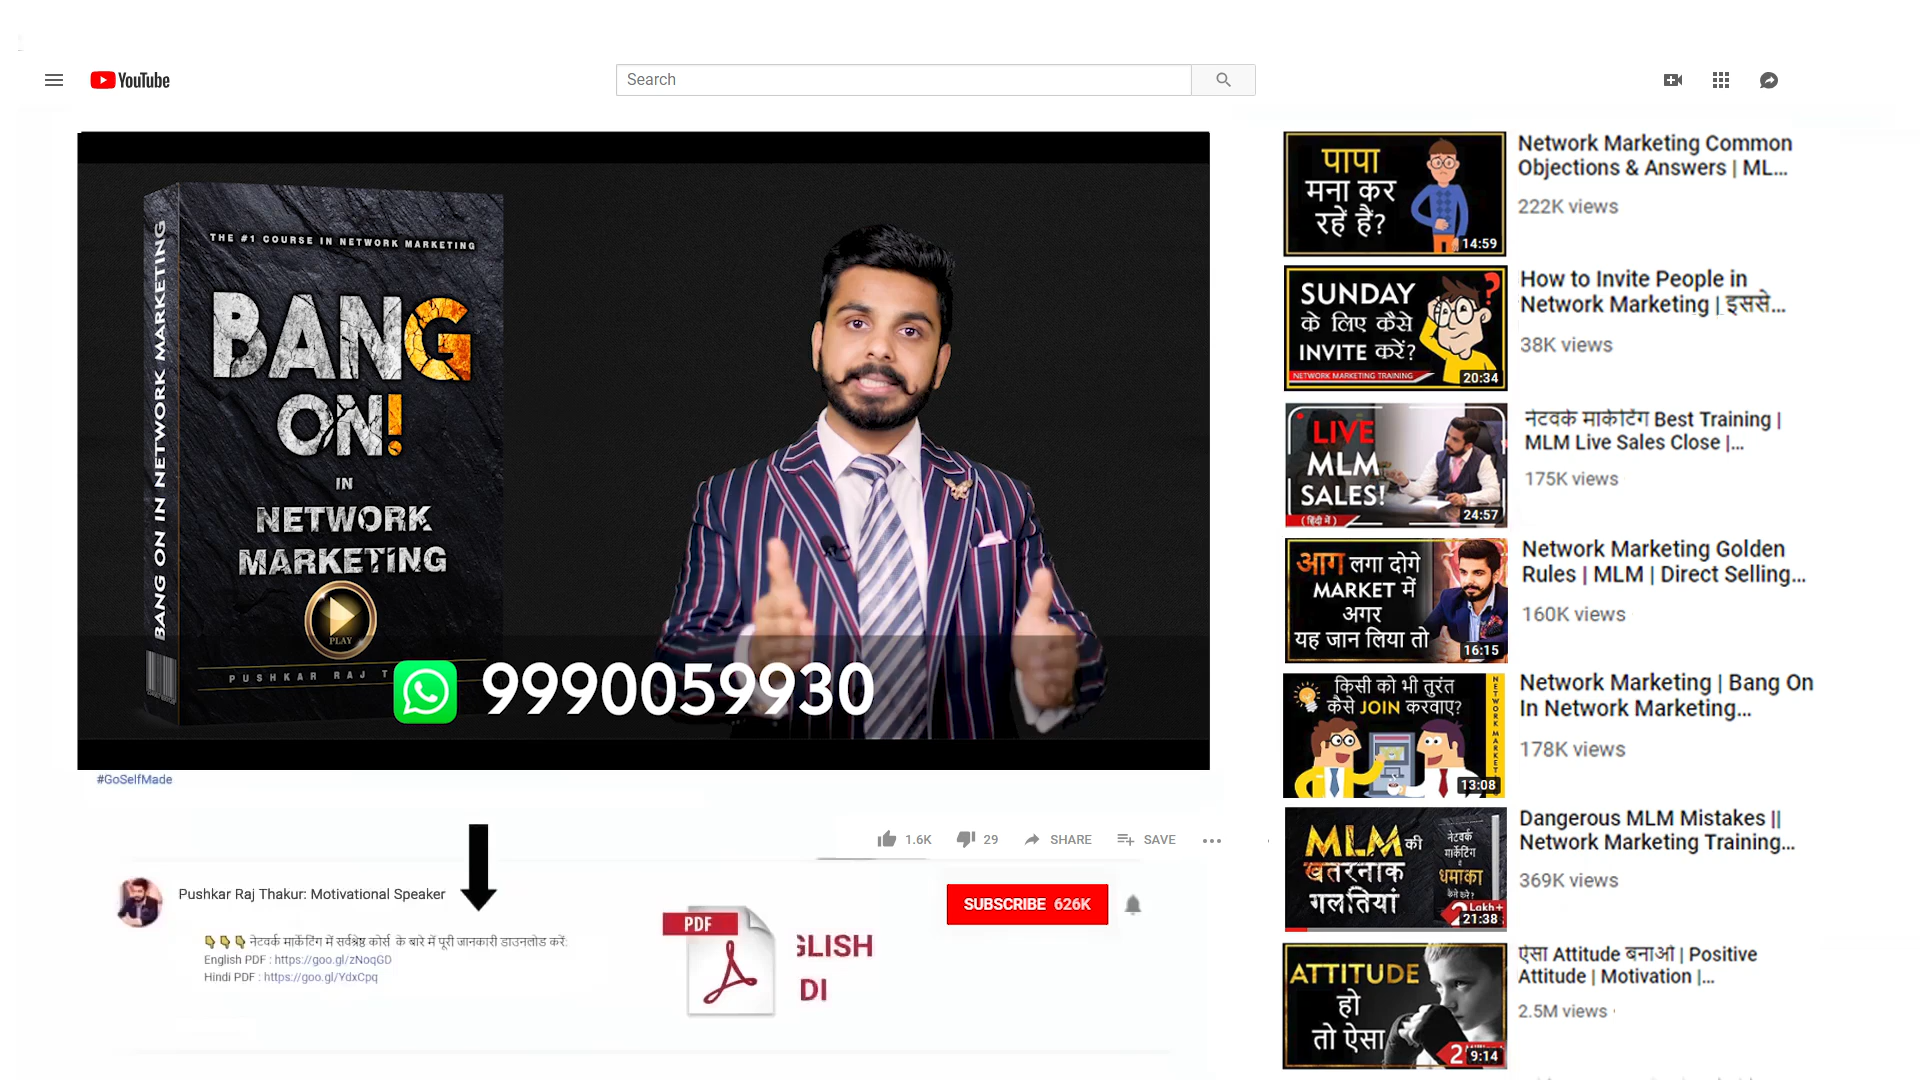 YouTube
Search
THE #1 COURSE IN NETWORK MARKETING
BANG
ON!
IN
NETWORK
MARKETING
PLAY
PUSHKAR RAJ T
BANG ON IN NETWORK MARKETING
9990059930
#GoSelfMade
1.6K
29
SHARE
SAVE
Pushkar Raj Thakur: Motivational Speaker
SUBSCRIBE 626K
नेटवर्क मार्केटिंग में सर्वश्रेष्ठ कोर्स के बारे में पूरी जानकारी डाउनलोड करें:
English PDF : https://goo.gl/zNoqGD
Hindi PDF : https://goo.gl/YdxCpq
PDF
GLISH
DI
पापा
मना कर
रहें हैं?
14:59
Network Marketing Common
Objections & Answers | ML...
222K views
SUNDAY
के लिए कैसे
INVITE करें?
NETWORK MARKETING TRAINING
20:34
How to Invite People in
Network Marketing | इससे...
38K views
LIVE
MLM
SALES!
(हिंदी में)
24:57
नेटवर्क मार्केटिंग Best Training |
MLM Live Sales Close |...
175K views
आग लगा दोगे
MARKET में
अगर
यह जान लिया तो
16:15
Network Marketing Golden
Rules | MLM | Direct Selling...
160K views
किसी को भी तुरंत
कैसे JOIN करवाए?
NETWORK MARKET
13:08
Network Marketing | Bang On
In Network Marketing...
178K views
MLM की
खतरनाक
गलतियां
नेटवर्क
मार्केटिंग
में
धमाका
कैसे करे?
2 Lakh+
21:38
Dangerous MLM Mistakes ||
Network Marketing Training...
369K views
ATTITUDE
हो
तो ऐसा
2
9:14
ऐसा Attitude बनाओ | Positive
Attitude | Motivation |...
2.5M views